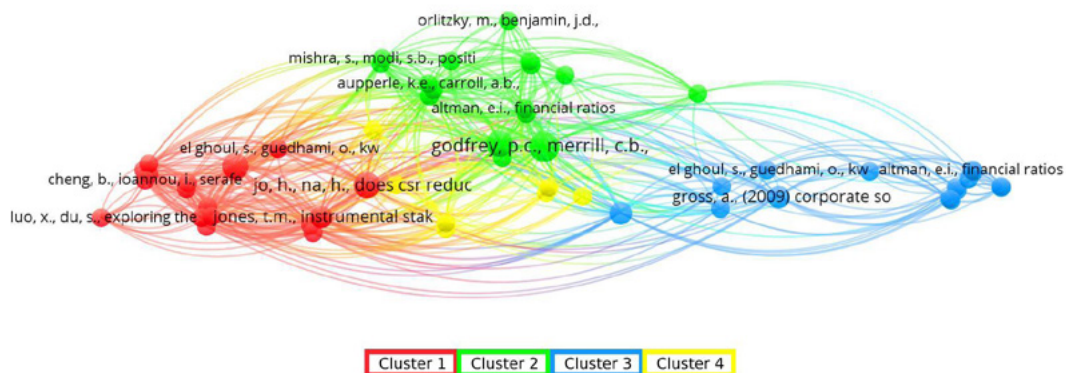 orlitzky, m., benjamin, j.d.,
mishra, s., modi, s.b., positi
aupperle, k.e., carroll, a.b.,
altman, e.i., financial ratios
el ghoul, s., guedhami, o., kw
godfrey, p.c., merrill, c.b.,
cheng, b., ioannou, i., serafe
jo, h., na, h., does csr reduc
el ghoul, s., guedhami, o., kw
altman, e.i., financial ratios
gross, a., (2009) corporate so
luo, x., du, s., exploring the
jones, t.m., instrumental stak
Cluster 1
Cluster 2
Cluster 3
Cluster 4